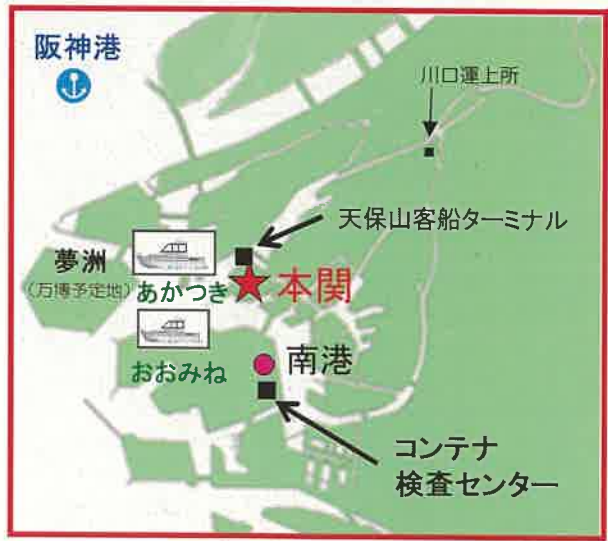 阪神港
川口運上所
天保山客船ターミナル
夢洲
(万博予定地)
あかつき
本関
おおみね
南港
コンテナ
検査センター